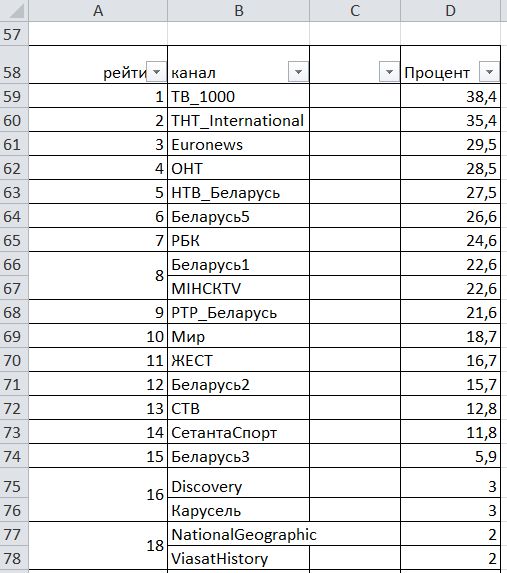 A B C D
57
58 рейти канал Процент
59 1 ТВ_1000 38,4
60 2 ТНТ_International 35,4
61 3 Euronews 29,5
62 4 ОНТ 28,5
63 5 НТВ_Беларусь 27,5
64 6 Беларусь5 26,6
65 7 РБК 24,6
66 8 Беларусь1 22,6
67 МІНСКTV 22,6
68 9 РТР_Беларусь 21,6
69 10 Мир 18,7
70 11 ЖЕСТ 16,7
71 12 Беларусь2 15,7
72 13 СТВ 12,8
73 14 СетантаСпорт 11,8
74 15 Беларусь3 5,9
75 16 Discovery 3
76 Карусель 3
77 18 NationalGeographic 2
78 ViasatHistory 2